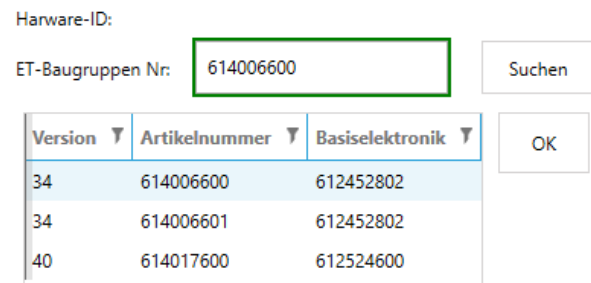 Harware-ID:
ET-Baugruppen Nr: 614006600 Suchen
Version Artikelnummer Basiselektronik OK
34 614006600 612452802
34 614006601 612452802
40 614017600 612524600